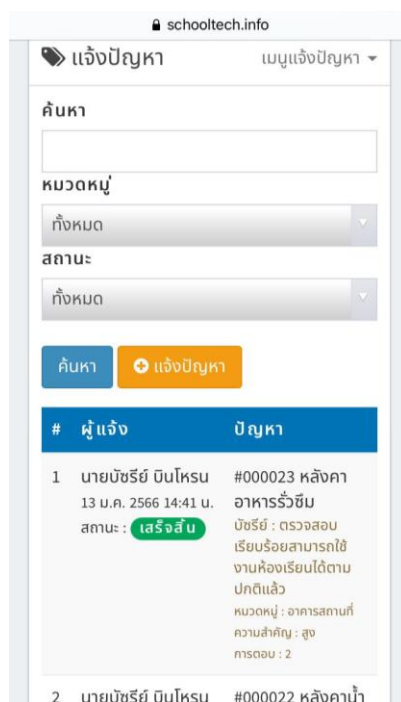 schooltech.info
แจ้งปัญหา เมนูแจ้งปัญหา
ค้นหา
หมวดหมู่
ทั้งหมด
สถานะ
ทั้งหมด
ค้นหา แจ้งปัญหา
# ผู้แจ้ง ปัญหา
1 นายบัซรีย์ บินโหรน #000023 หลังคา
13 ม.ค. 2566 14:41 น. อาหารรั่วซึม
สถานะ : เสร็จสิ้น บัซรีย์ : ตรวจสอบ
เรียบร้อยสามารถใช้
งานห้องเรียนได้ตาม
ปกติแล้ว
หมวดหมู่ : อาคารสถานที่
ความสำคัญ : สูง
การตอบ : 2
2 นายบัซรีย์ บินโหรน #000022 หลังคาน้ำ